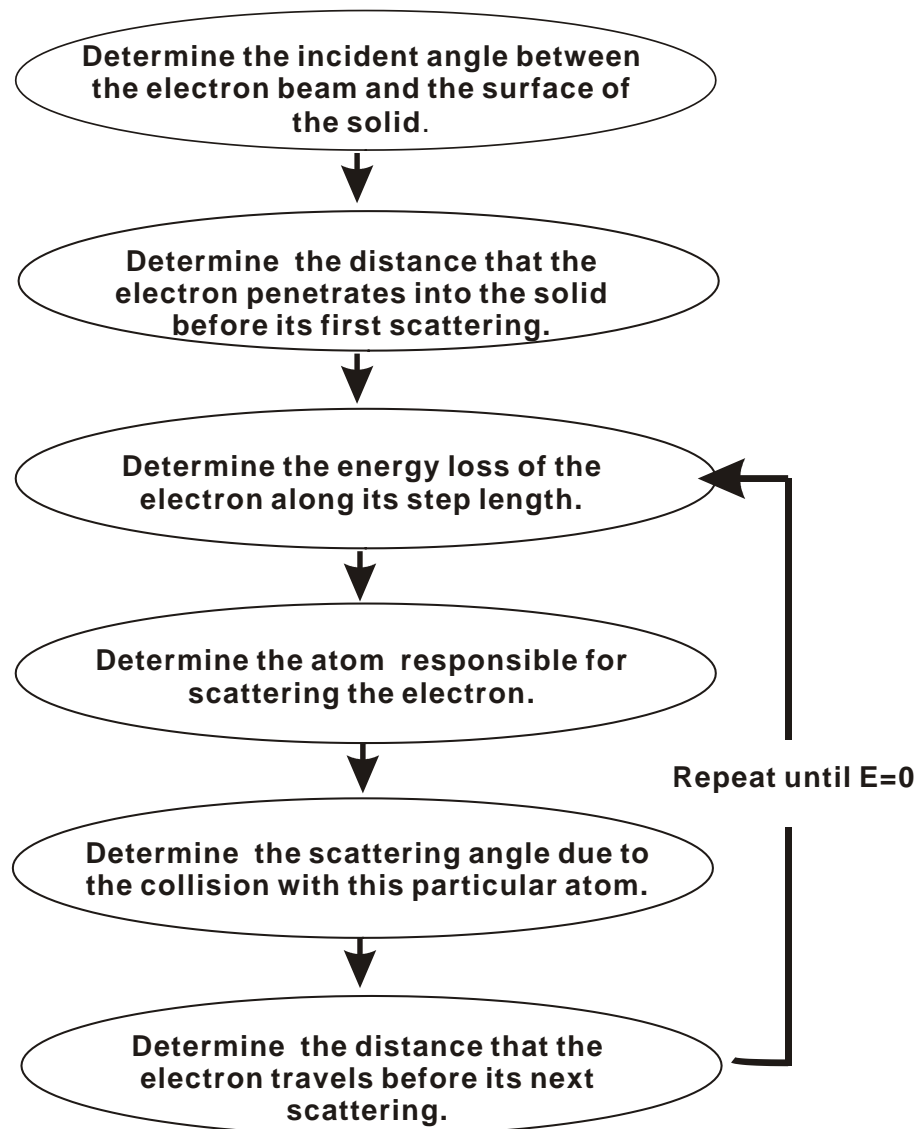 Determine the incident angle between
the electron beam and the surface of
the solid.
Determine the distance that the
electron penetrates into the solid
before its first scattering.
Determine the energy loss of the
electron along its step length.
Determine the atom responsible for
scattering the electron.
Repeat until E=0
Determine the scattering angle due to
the collision with this particular atom.
Determine the distance that the
electron travels before its next
scattering.